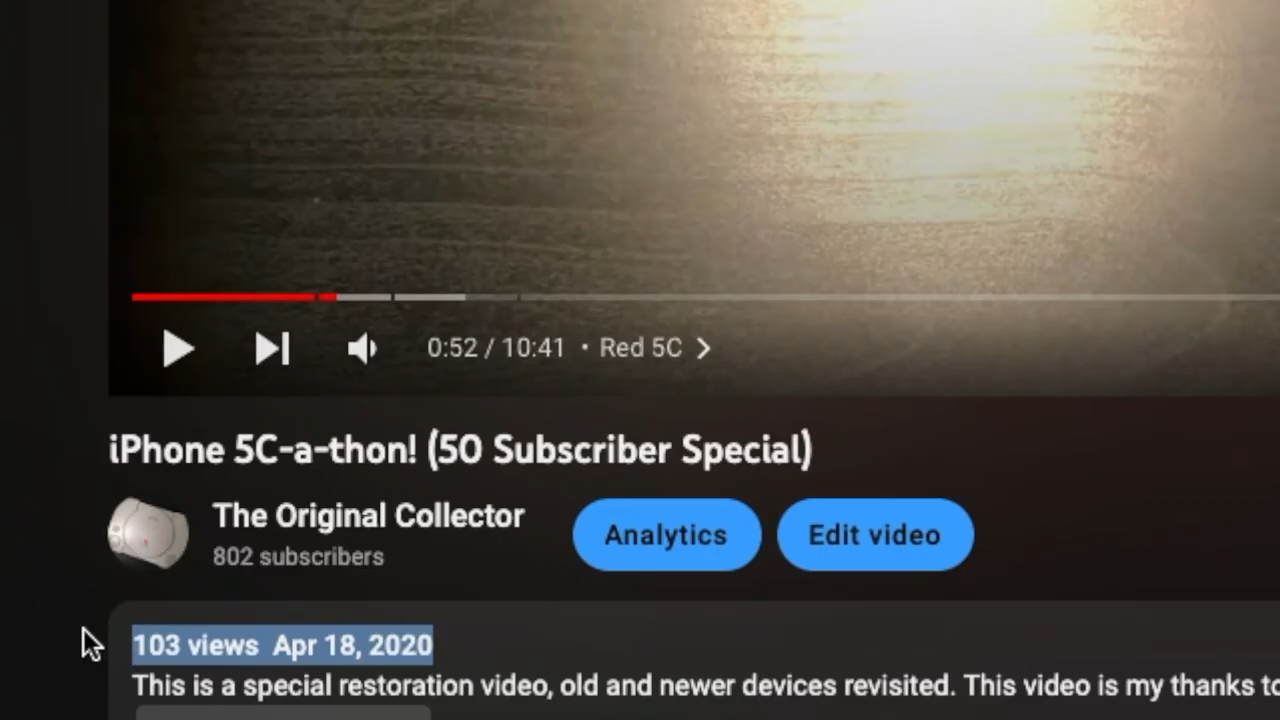 0:52 / 10:41 • Red 5C
iPhone 5C-a-thon! (50 Subscriber Special)
The Original Collector
802 subscribers
Analytics
Edit video
103 views Apr 18, 2020
This is a special restoration video, old and newer devices revisited. This video is my thanks to